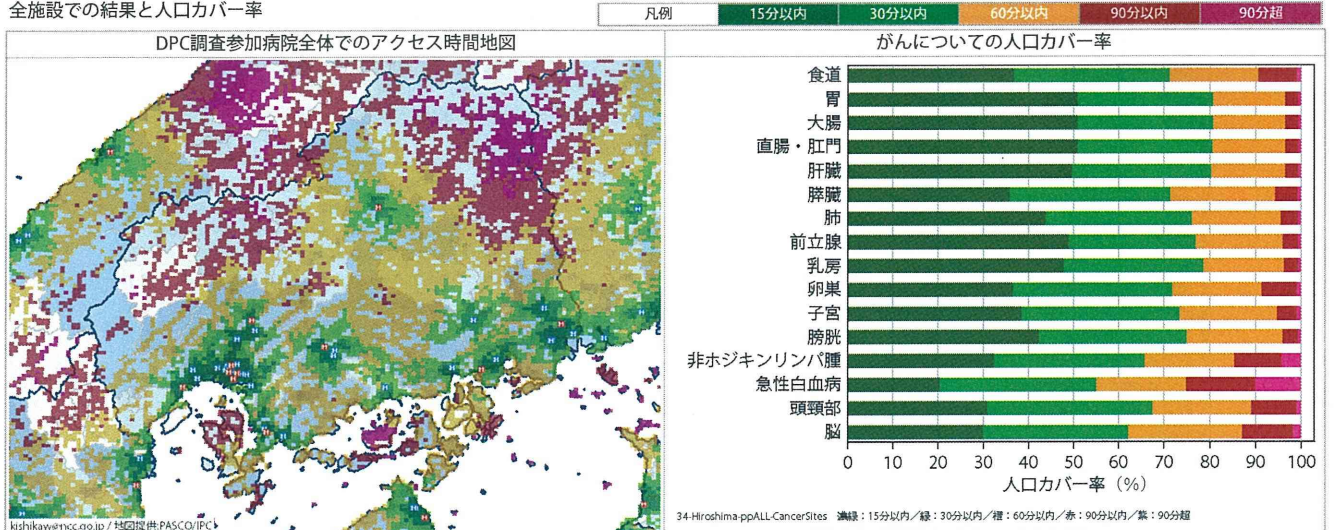 全施設での結果と人口カバー率
凡例 15分以内 30分以内 60分以内 90分以内 90分超
DPC調査参加病院全体でのアクセス時間地図
がんについての人口カバー率
食道
胃
大腸
直腸・肛門
肝臓
膵臓
肺
前立腺
乳房
卵巣
子宮
膀胱
非ホジキンリンパ腫
急性白血病
頭頸部
脳
0 10 20 30 40 50 60 70 80 90 100
人口カバー率（%）
kishikaw@ncc.go.jp / 地図提供:PASCO/IPC
34-Hiroshima-ppALL-CancerSites 濃緑：15分以内／緑：30分以内／橙：60分以内／赤：90分以内／紫：90分超